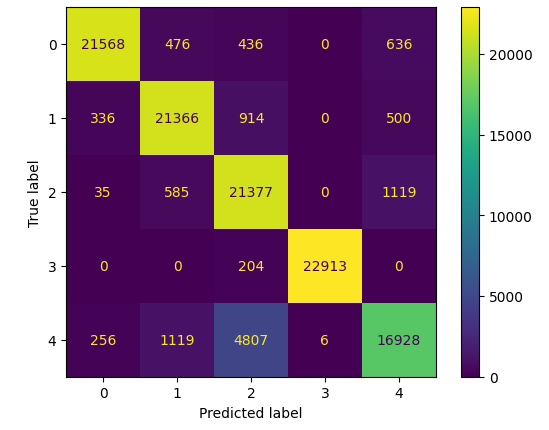 0 21568 476 436 0 636
1 336 21366 914 0 500
2 35 585 21377 0 1119
3 0 0 204 22913 0
4 256 1119 4807 6 16928
0 1 2 3 4
Predicted label
True label
20000
15000
10000
5000
0